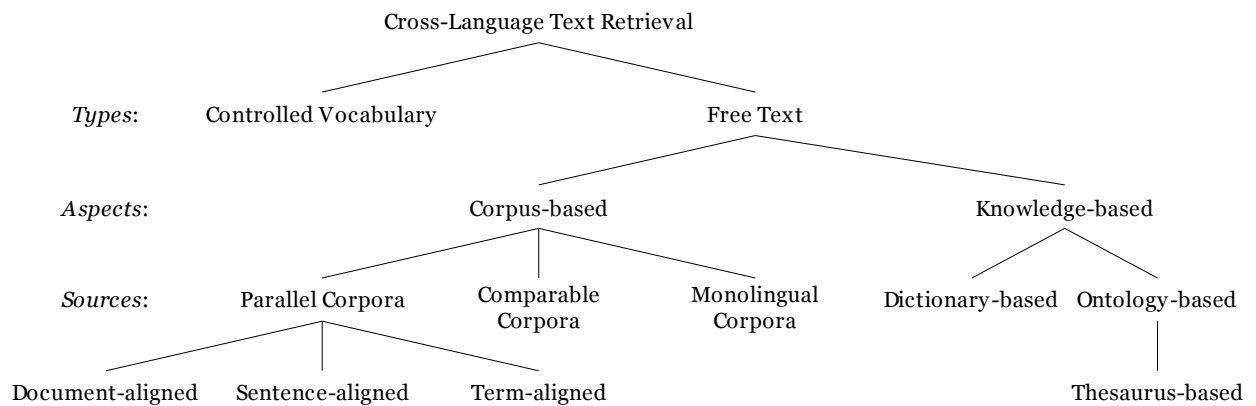 Cross-Language Text Retrieval
Types: Controlled Vocabulary Free Text
Aspects: Corpus-based Knowledge-based
Sources: Parallel Corpora Comparable Corpora Monolingual Corpora Dictionary-based Ontology-based
Document-aligned Sentence-aligned Term-aligned Thesaurus-based